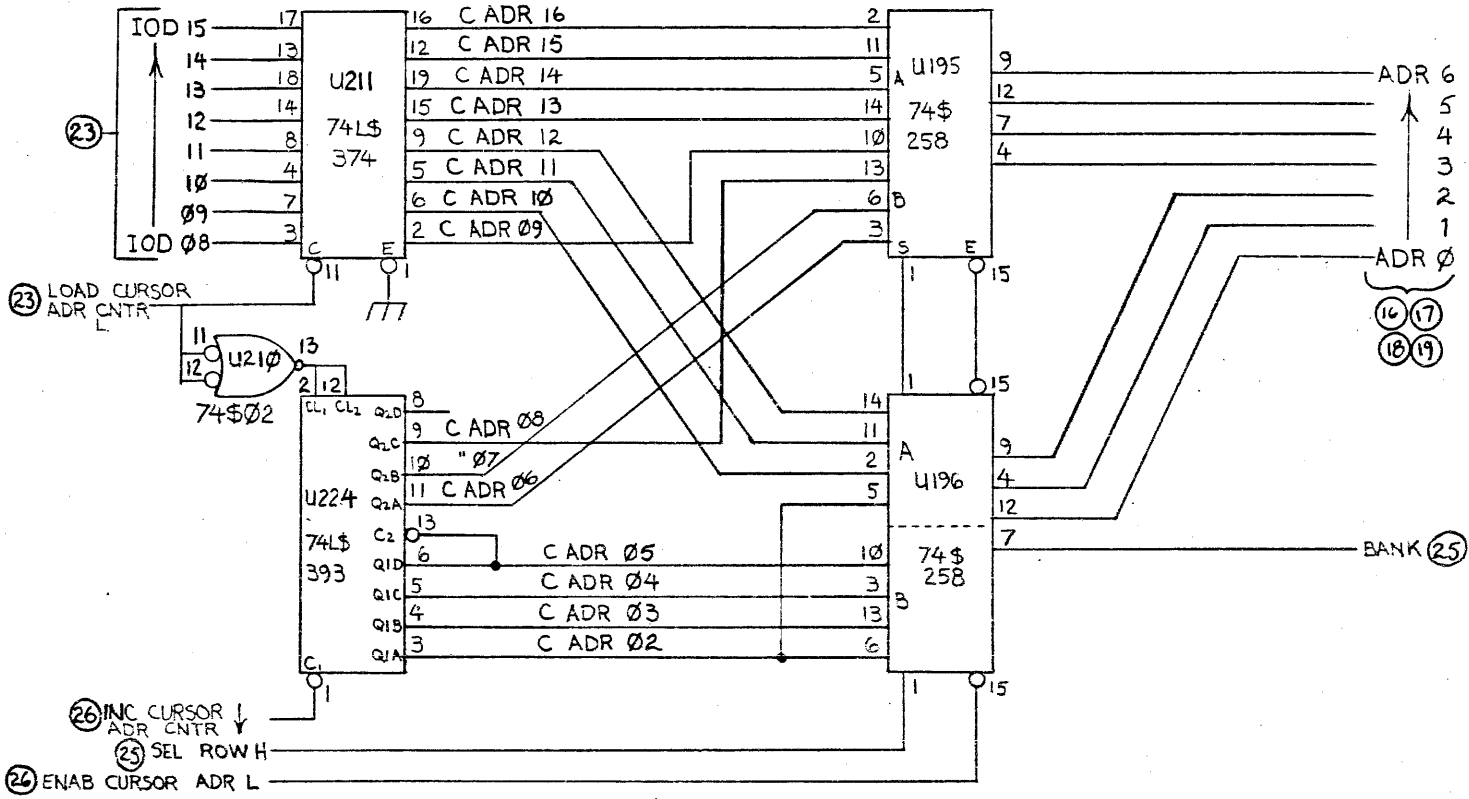 IOD 15 17 16 C ADR 16 2
14 13 12 C ADR 15 11 9 ADR 6
13 18 U211 19 C ADR 14 5 A U195 12 5
12 14 74L$ 15 C ADR 13 14 74$ 7 4
23 11 8 374 9 C ADR 12 10 258 4 3
10 4 5 C ADR 11 13 2
09 7 6 C ADR 10 6 B 1
IOD 08 3 2 C ADR 09 3 ADR 0
C E S E
11 1 1 15
23 LOAD CURSOR
ADR CNTR
L
16 17
18 19
11 12 U210 13
74$02
2 12
CL1 CL2 Q2D 8
Q2C 9 C ADR 08
Q2B 10 " 07
Q2A 11 C ADR 06
U224
74L$
393
C2 13
Q1D 6 C ADR 05 10
Q1C 5 C ADR 04 3
Q1B 4 C ADR 03 13
Q1A 3 C ADR 02 6
C1
1
1 15
14
11
2
5
A
U196
74$
258
B
9
4
12
7 BANK 25
1 15
26 INC CURSOR ↓
ADR CNTR
25 SEL ROW H
26 ENAB CURSOR ADR L